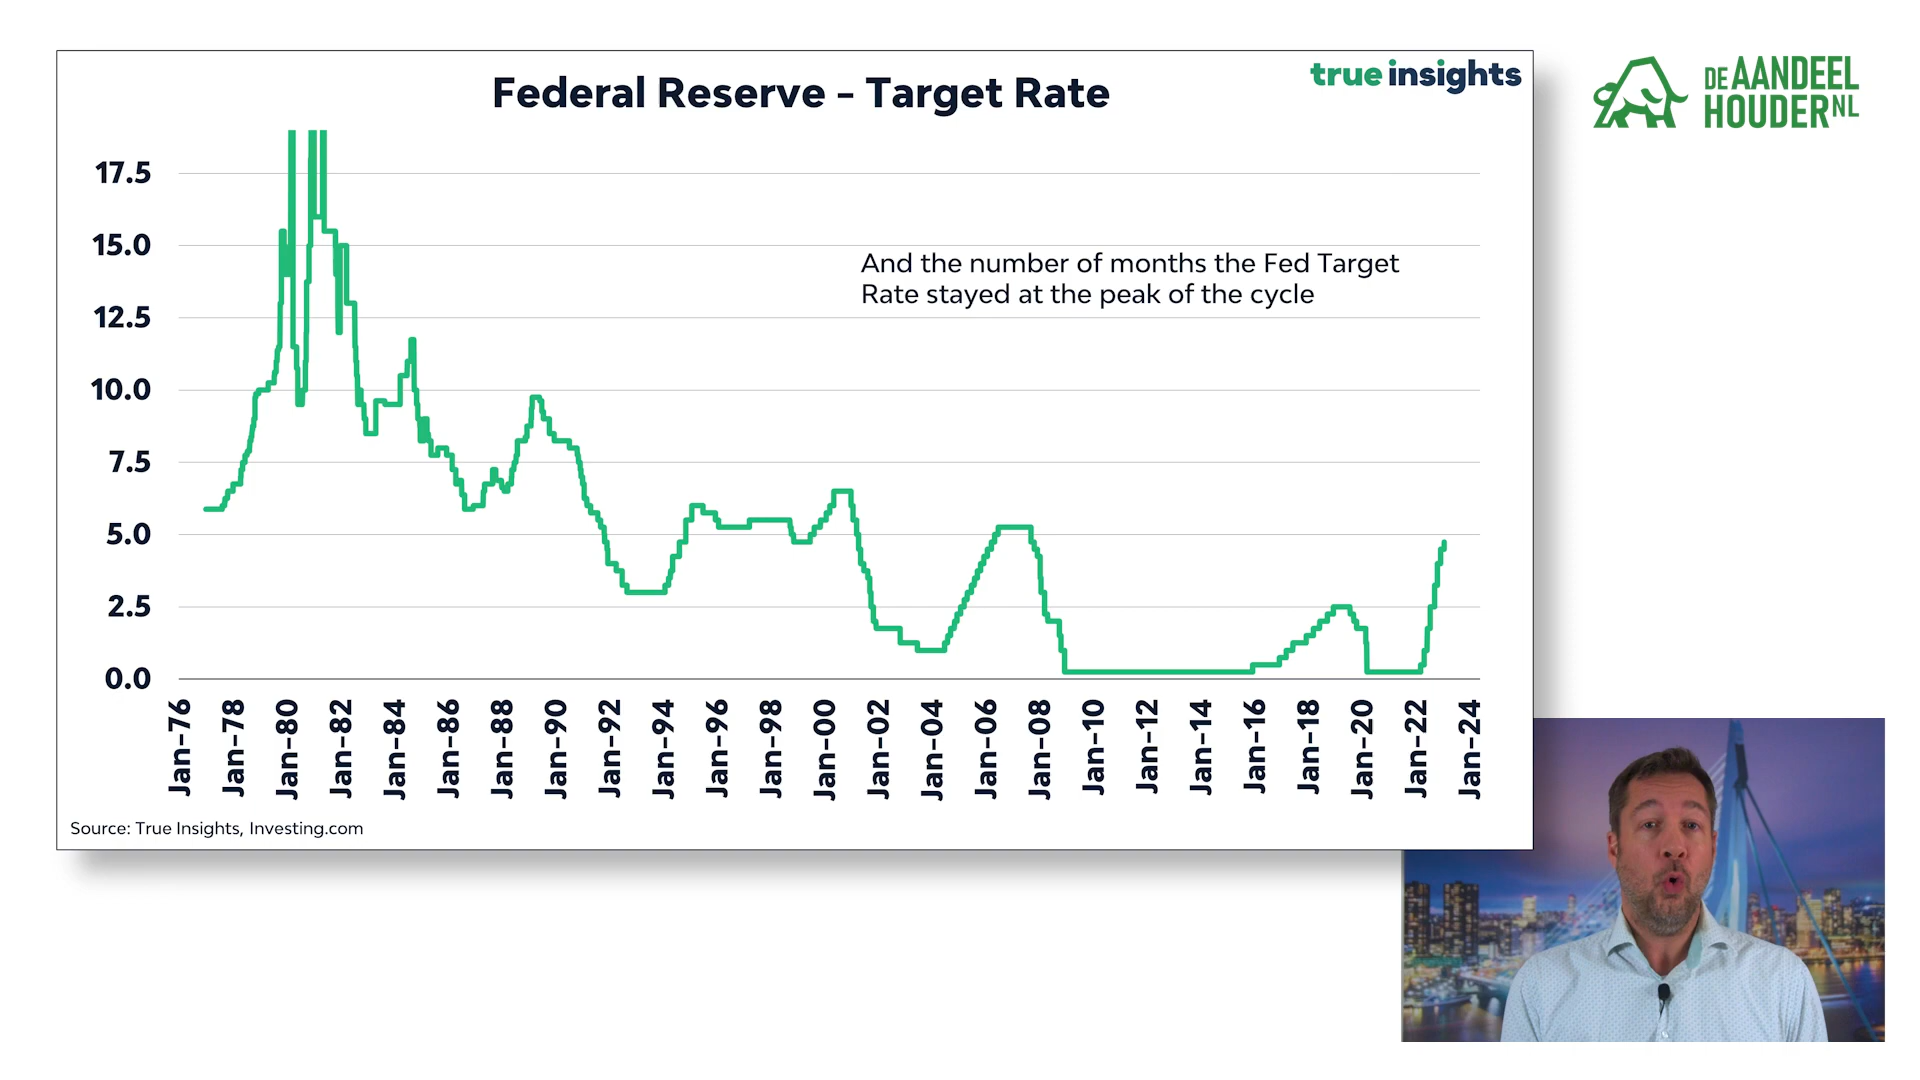 Federal Reserve - Target Rate
true insights
DE AANDEEL
HOUDER NL
17.5
15.0
And the number of months the Fed Target
Rate stayed at the peak of the cycle
12.5
10.0
7.5
5.0
2.5
0.0
Jan-76
Jan-78
Jan-80
Jan-82
Jan-84
Jan-86
Jan-88
Jan-90
Jan-92
Jan-94
Jan-96
Jan-98
Jan-00
Jan-02
Jan-04
Jan-06
Jan-08
Jan-10
Jan-12
Jan-14
Jan-16
Jan-18
Jan-20
Jan-22
Jan-24
Source: True Insights, Investing.com